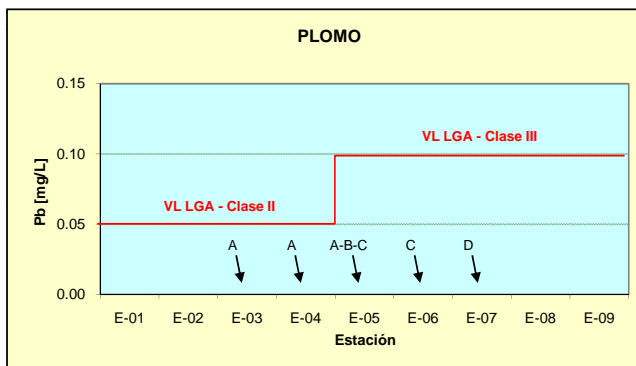 PLOMO
0.15
VL LGA - Clase III
0.10
Pb [mg/L]
VL LGA - Clase II
0.05
A A A-B-C C D
0.00
E-01 E-02 E-03 E-04 E-05 E-06 E-07 E-08 E-09
Estación